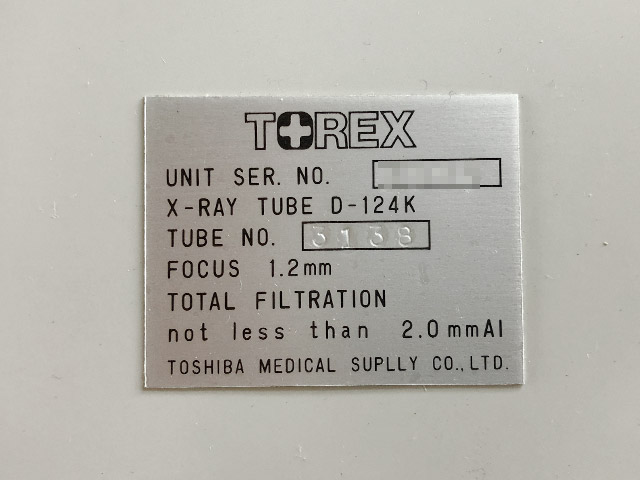 TOREX
UNIT SER. NO.
X-RAY TUBE D-124K
TUBE NO. 3138
FOCUS 1.2mm
TOTAL FILTRATION
not less than 2.0mmAl
TOSHIBA MEDICAL SUPLLY CO.,LTD.